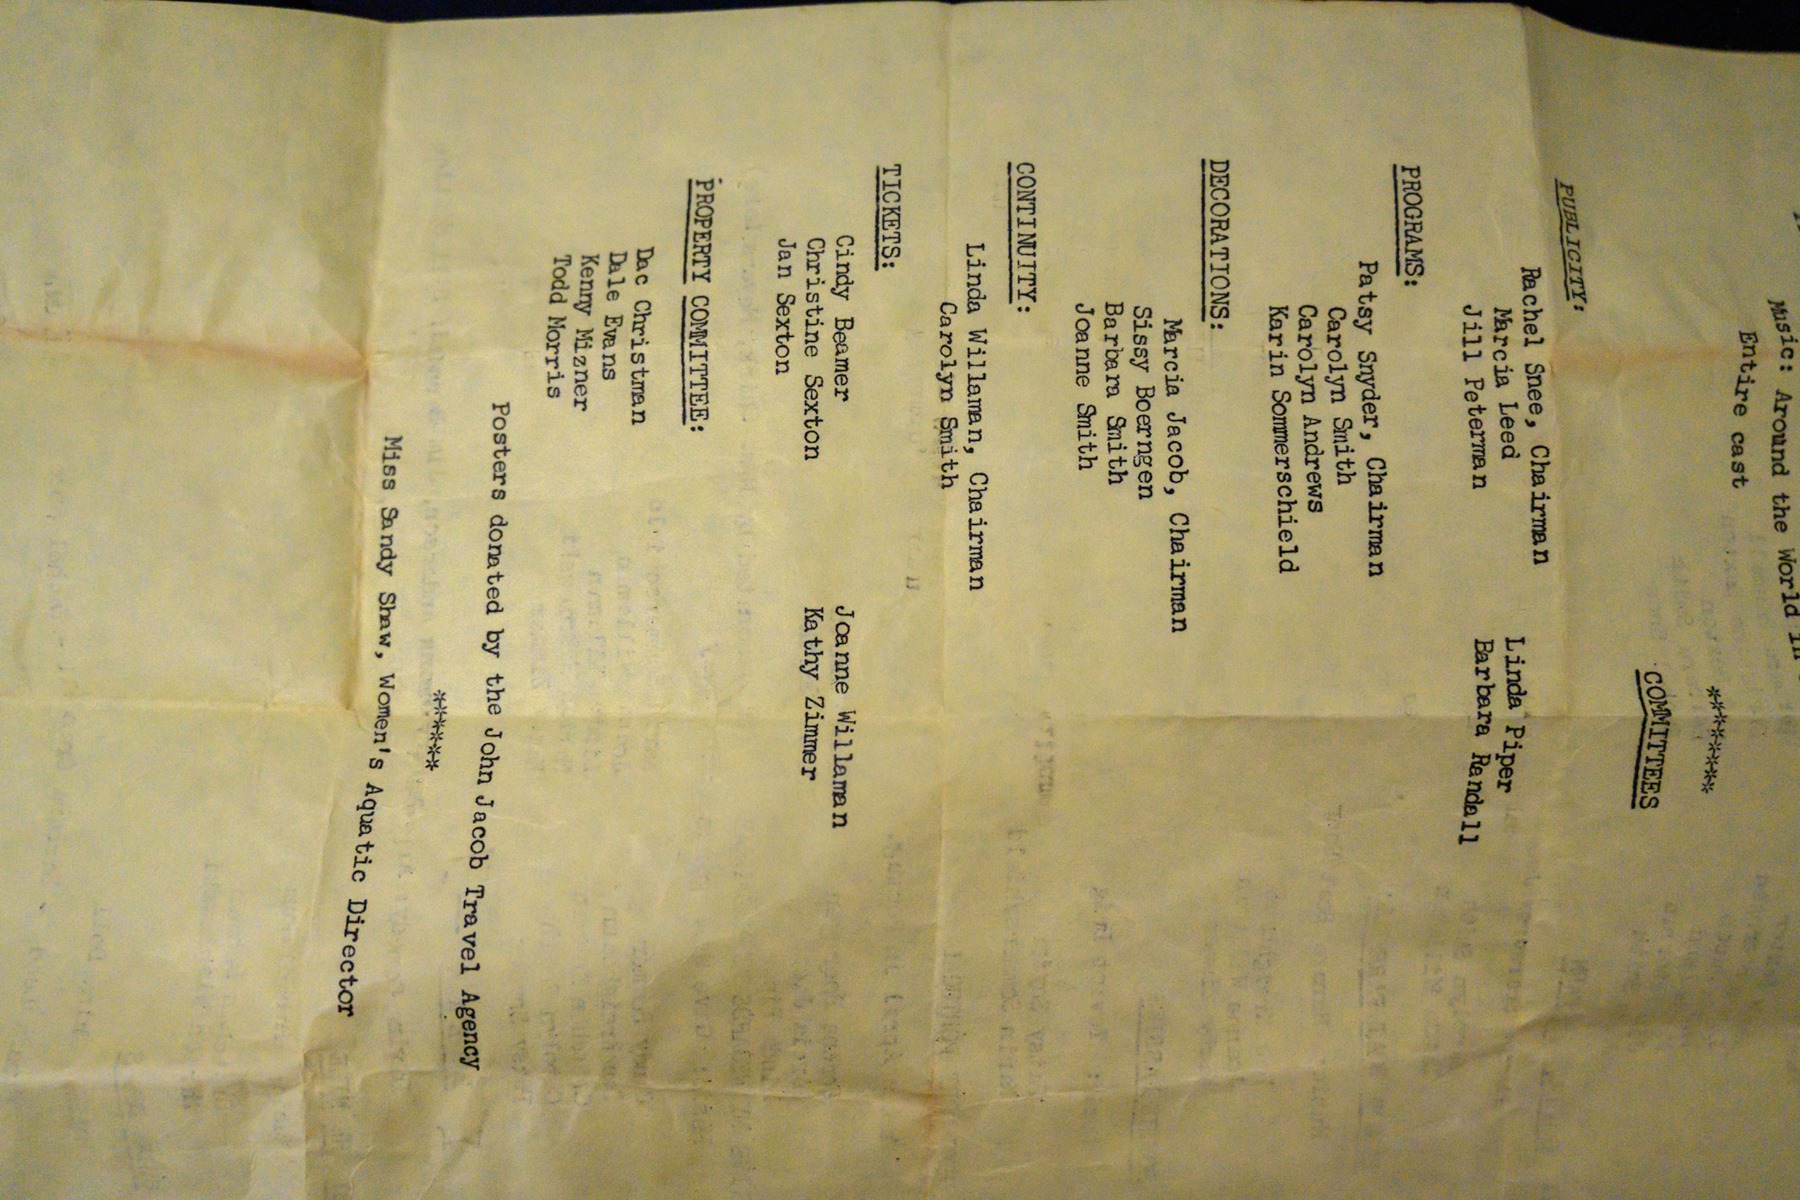 Music: Around the World in
Entire cast
******
COMMITTEES
PUBLICITY:
Rachel Snee, Chairman Linda Piper
Marcia Leed Barbara Randall
Jill Peterman
PROGRAMS:
Patsy Snyder, Chairman
Carolyn Smith
Carolyn Andrews
Karin Sommerschield
DECORATIONS:
Marcia Jacob, Chairman
Sissy Boerngen
Barbara Smith
Joanne Smith
CONTINUITY:
Linda Willaman, Chairman
Carolyn Smith
TICKETS:
Cindy Beamer Joanne Willaman
Christine Sexton Kathy Zimmer
Jan Sexton
PROPERTY COMMITTEE:
Dac Christman
Dale Evans
Kenny Mizner
Todd Morris
Posters donated by the John Jacob Travel Agency
*****
Miss Sandy Shaw, Women's Aquatic Director